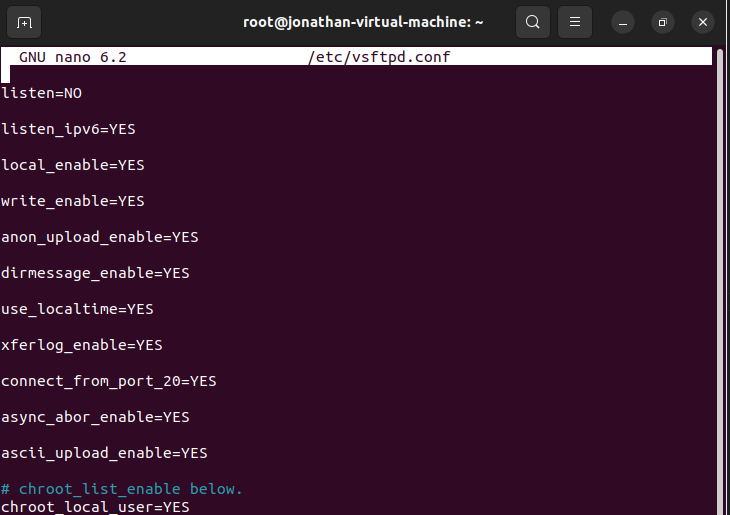 root@jonathan-virtual-machine: ~
GNU nano 6.2 /etc/vsftpd.conf
listen=NO
listen_ipv6=YES
local_enable=YES
write_enable=YES
anon_upload_enable=YES
dirmessage_enable=YES
use_localtime=YES
xferlog_enable=YES
connect_from_port_20=YES
async_abor_enable=YES
ascii_upload_enable=YES
# chroot_list_enable below.
chroot_local_user=YES